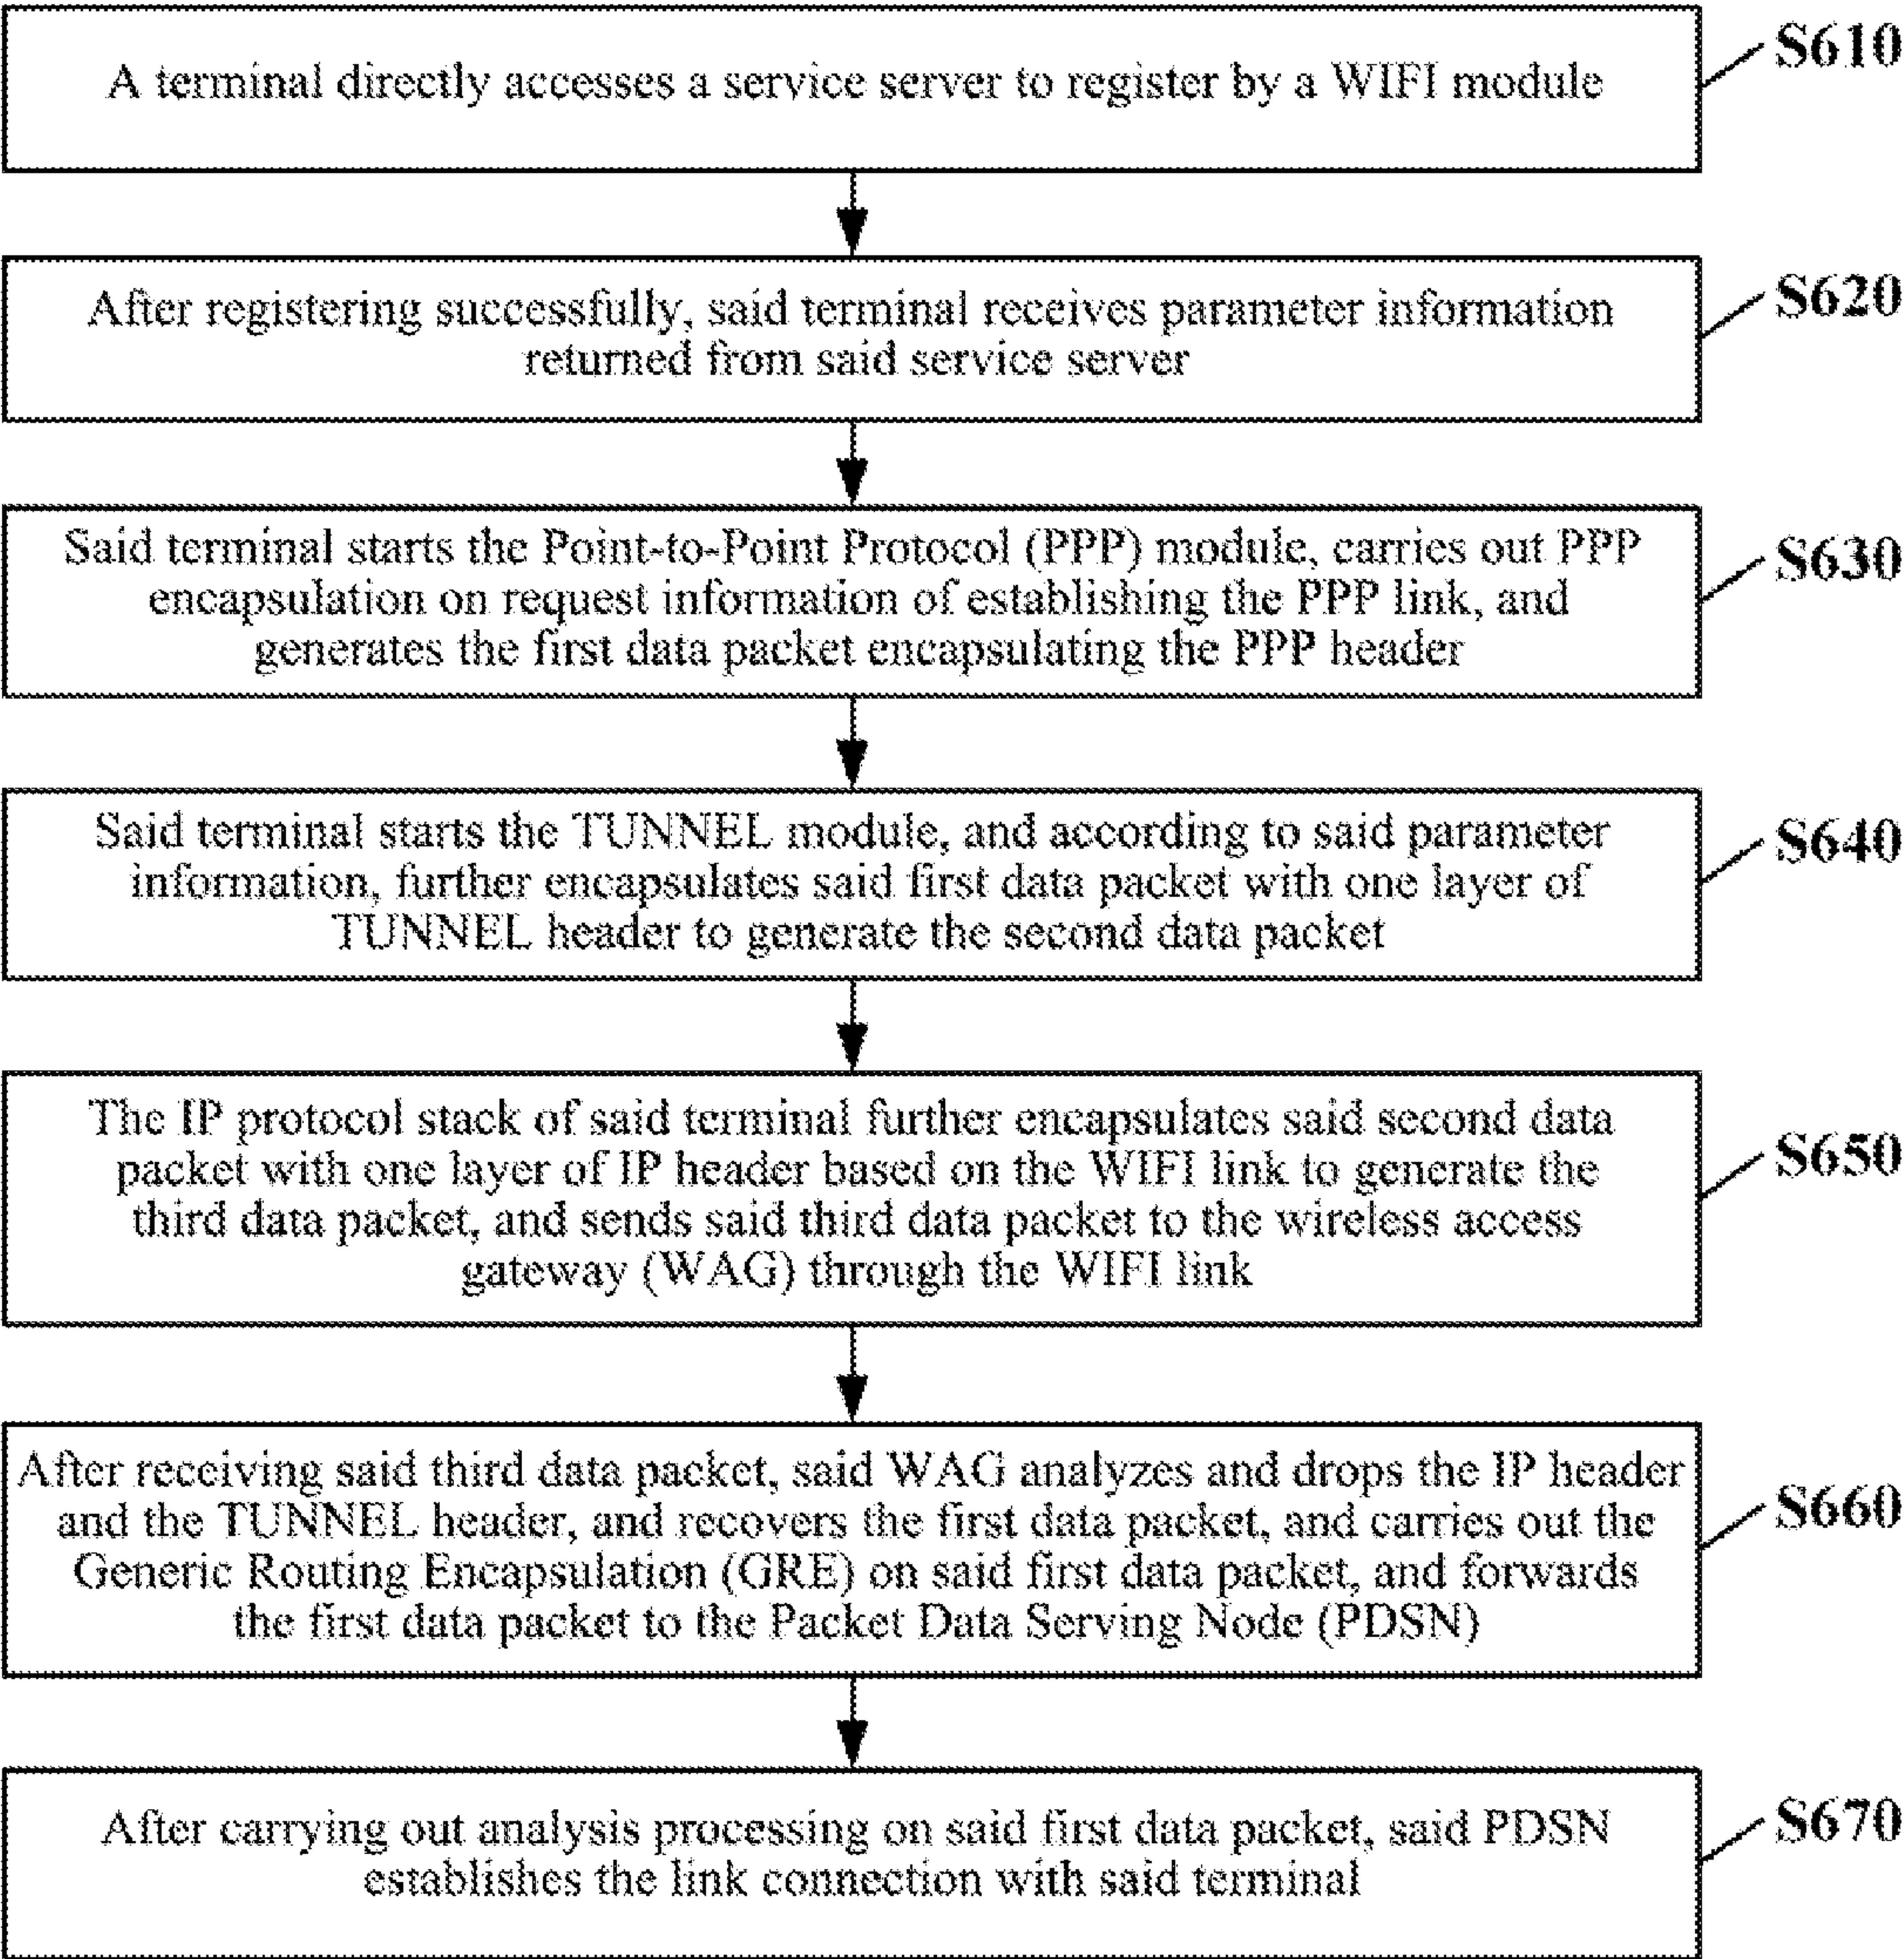 A terminal directly accesses a service server to register by a WIFI module
S610
After registering successfully, said terminal receives parameter information
returned from said service server
S620
Said terminal starts the Point-to-Point Protocol (PPP) module, carries out PPP
encapsulation on request information of establishing the PPP link, and
generates the first data packet encapsulating the PPP header
S630
Said terminal starts the TUNNEL module, and according to said parameter
information, further encapsulates said first data packet with one layer of
TUNNEL header to generate the second data packet
S640
The IP protocol stack of said terminal further encapsulates said second data
packet with one layer of IP header based on the WIFI link to generate the
third data packet, and sends said third data packet to the wireless access
gateway (WAG) through the WIFI link
S650
After receiving said third data packet, said WAG analyzes and drops the IP header
and the TUNNEL header, and recovers the first data packet, and carries out the
Generic Routing Encapsulation (GRE) on said first data packet, and forwards
the first data packet to the Packet Data Serving Node (PDSN)
S660
After carrying out analysis processing on said first data packet, said PDSN
establishes the link connection with said terminal
S670